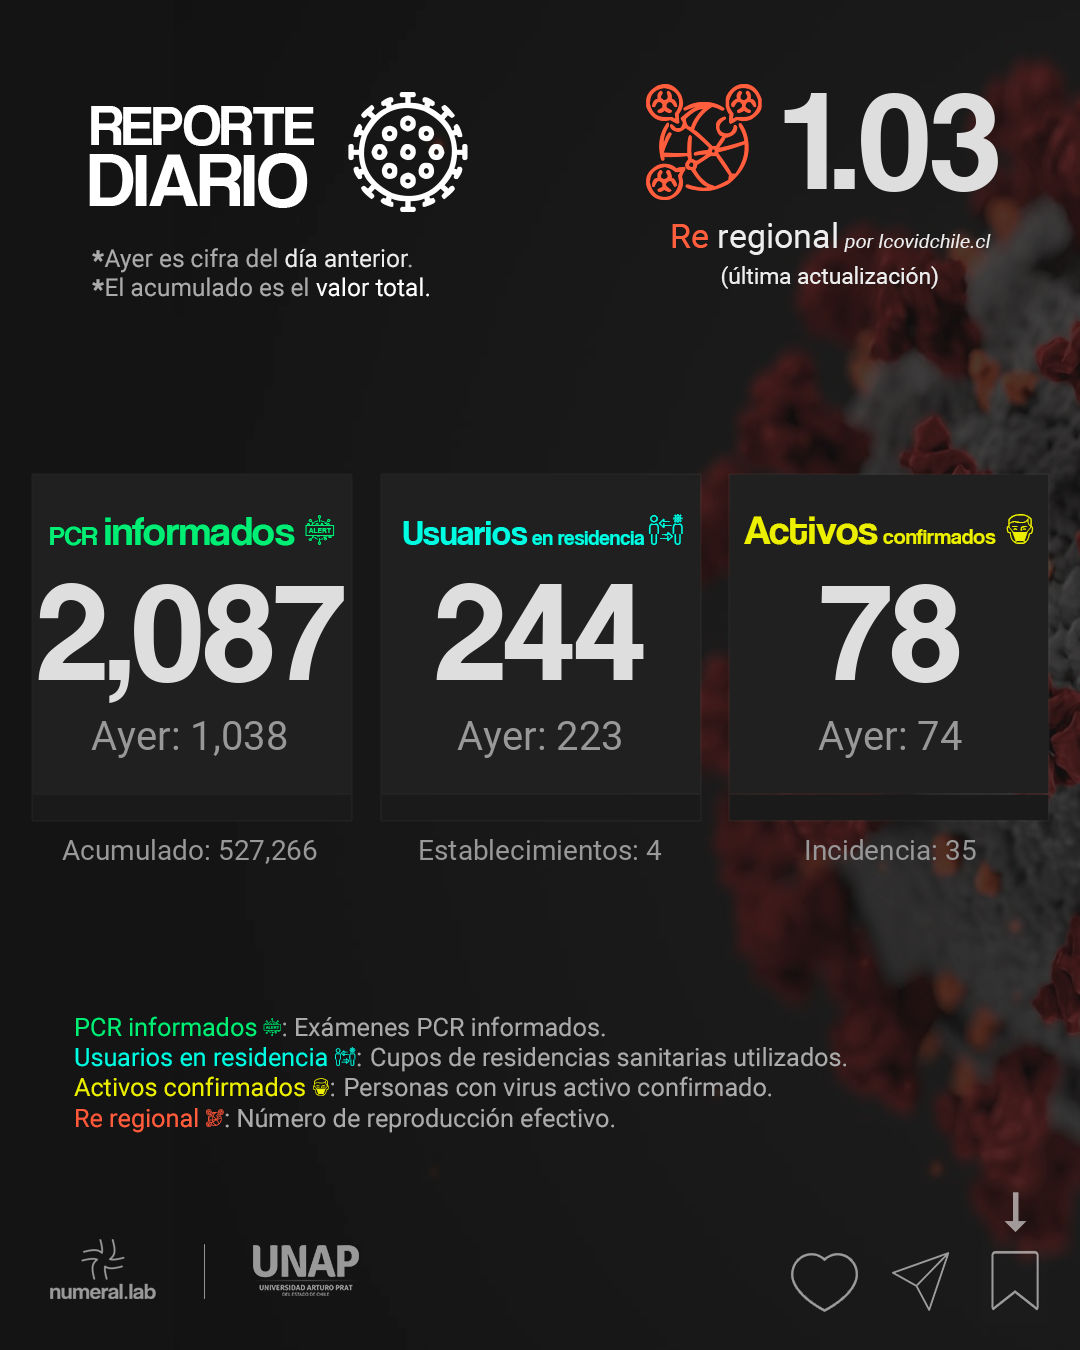 REPORTE
DIARIO
*Ayer es cifra del día anterior.
*El acumulado es el valor total.
1.03
Re regional por Icovidchile.cl
(última actualización)
PCR informados ALERT
2,087
Ayer: 1,038
Acumulado: 527,266
Usuarios en residencia
244
Ayer: 223
Establecimientos: 4
Activos confirmados
78
Ayer: 74
Incidencia: 35
PCR informados : Exámenes PCR informados.
Usuarios en residencia : Cupos de residencias sanitarias utilizados.
Activos confirmados : Personas con virus activo confirmado.
Re regional : Número de reproducción efectivo.
numeral.lab
UNAP
UNIVERSIDAD ARTURO PRAT
DEL ESTADO DE CHILE